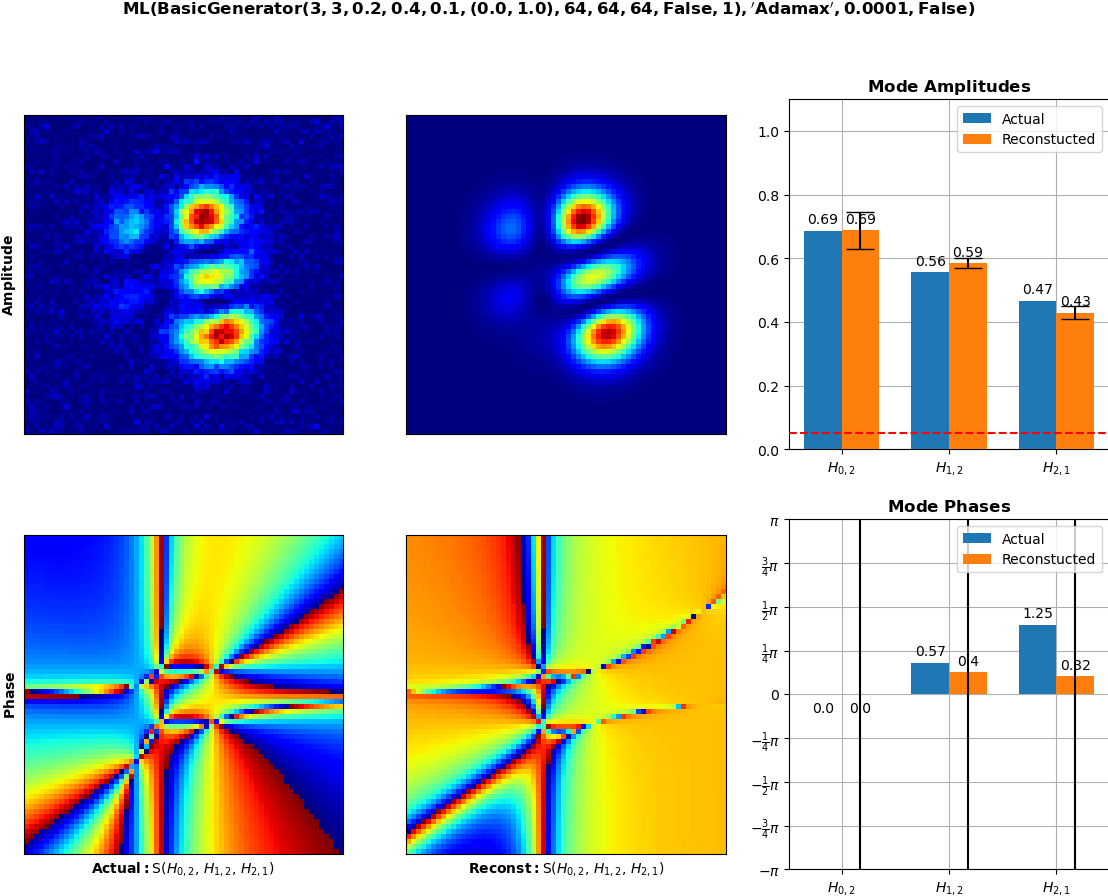 ML(BasicGenerator(3, 3, 0.2, 0.4, 0.1, (0.0, 1.0), 64, 64, 64, False, 1), ′Adamax′, 0.0001, False)
Amplitude
Mode Amplitudes
Actual
Reconstucted
1.0
0.8
0.6
0.4
0.2
0.0
0.69
0.69
0.56
0.59
0.47
0.43
H0, 2
H1, 2
H2, 1
Phase
Actual: S(H0, 2, H1, 2, H2, 1)
Reconst: S(H0, 2, H1, 2, H2, 1)
Mode Phases
Actual
Reconstucted
π
3/4π
1/2π
1/4π
0
−1/4π
−1/2π
−3/4π
−π
0.0
0.0
0.57
0.4
1.25
0.32
H0, 2
H1, 2
H2, 1